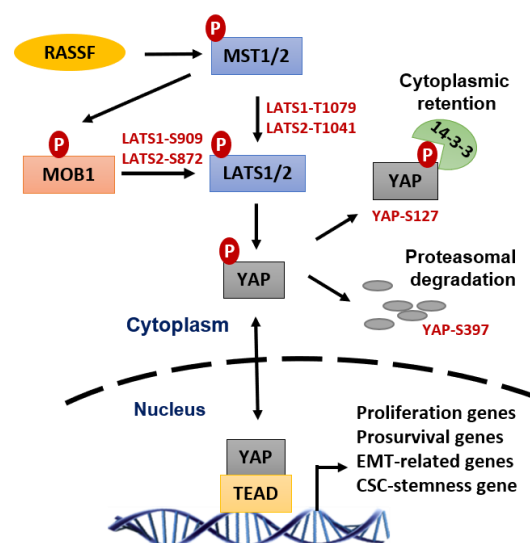 P
RASSF
MST1/2
Cytoplasmic
retention
LATS1-T1079
LATS2-T1041
14-3-3
P
LATS1-S909
LATS2-S872
P
P
MOB1
LATS1/2
YAP
YAP-S127
P
YAP
Proteasomal
degradation
YAP-S397
Cytoplasm
Nucleus
Proliferation genes
Prosurvival genes
EMT-related genes
CSC-stemness gene
YAP
TEAD